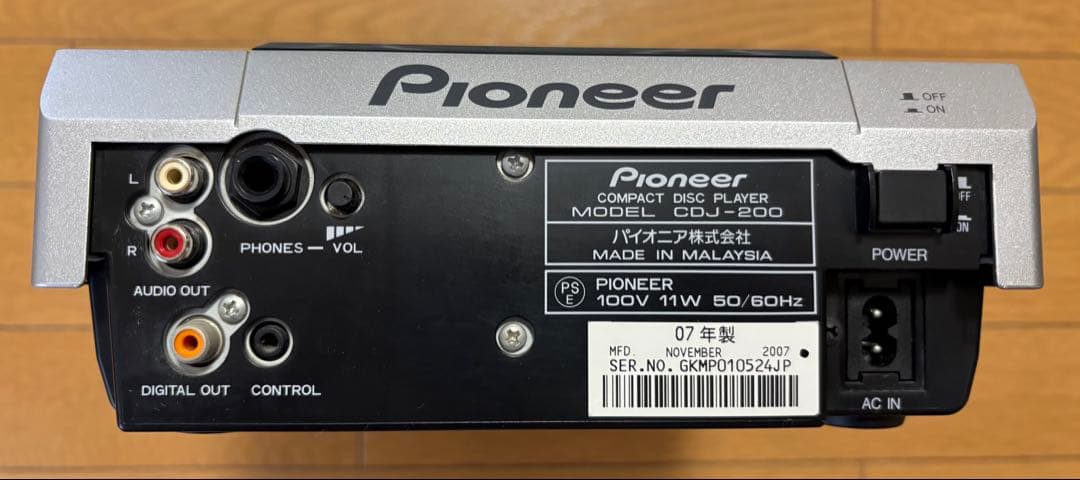 Pioneer
OFF
ON
L
R
PHONES — VOL
AUDIO OUT
DIGITAL OUT
CONTROL
Pioneer
COMPACT DISC PLAYER
MODEL CDJ-200
パイオニア株式会社
MADE IN MALAYSIA
PS
E
PIONEER
100V 11W 50/60Hz
07年製
MFD. NOVEMBER 2007
SER.NO. GKMP010524JP
ON
POWER
AC IN